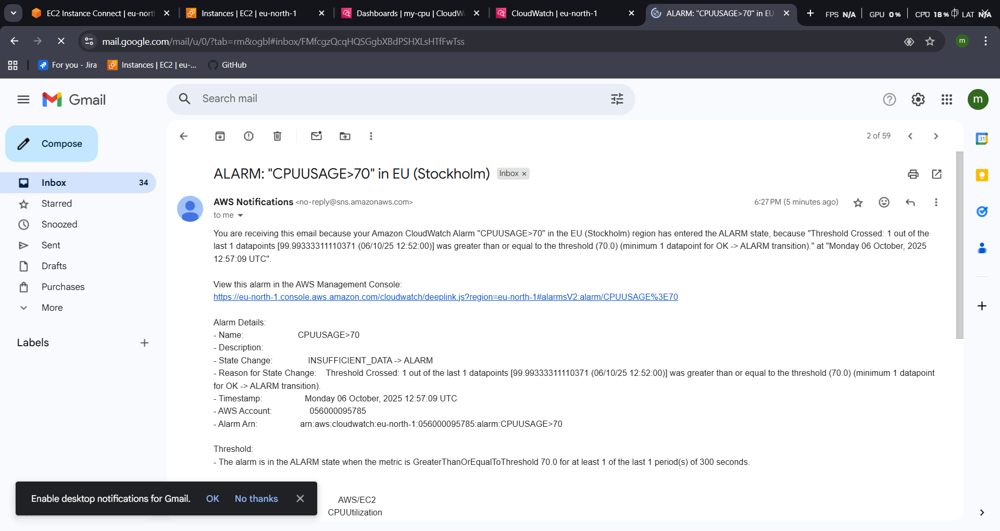 EC2 Instance Connect | eu-nort
Instances | EC2 | eu-north-1
Dashboards | my-cpu | CloudWa
CloudWatch | eu-north-1
ALARM: "CPUUSAGE>70" in EU
FPS N/A
GPU 0 %
CPU 18 %
LAT N/A
mail.google.com/mail/u/0/?tab=rm&ogbl#inbox/FMfcgzQcqHQSGgbXBdPSHXLsHTfFwTss
m
For you - Jira
Instances | EC2 | eu-...
GitHub
Gmail
Search mail
m
Compose
2 of 59
31
Inbox 34
Starred
Snoozed
Sent
Drafts
Purchases
More
Labels
ALARM: "CPUUSAGE>70" in EU (Stockholm) Inbox ×
AWS Notifications <no-reply@sns.amazonaws.com>
6:27 PM (5 minutes ago)
to me
You are receiving this email because your Amazon CloudWatch Alarm "CPUUSAGE>70" in the EU (Stockholm) region has entered the ALARM state, because "Threshold Crossed: 1 out of the
last 1 datapoints [99.99333311110371 (06/10/25 12:52:00)] was greater than or equal to the threshold (70.0) (minimum 1 datapoint for OK -> ALARM transition)." at "Monday 06 October, 2025
12:57:09 UTC".
View this alarm in the AWS Management Console:
https://eu-north-1.console.aws.amazon.com/cloudwatch/deeplink.js?region=eu-north-1#alarmsV2:alarm/CPUUSAGE%3E70
Alarm Details:
- Name: CPUUSAGE>70
- Description:
- State Change: INSUFFICIENT_DATA -> ALARM
- Reason for State Change: Threshold Crossed: 1 out of the last 1 datapoints [99.99333311110371 (06/10/25 12:52:00)] was greater than or equal to the threshold (70.0) (minimum 1 datapoint
for OK -> ALARM transition).
- Timestamp: Monday 06 October, 2025 12:57:09 UTC
- AWS Account: 056000095785
- Alarm Arn: arn:aws:cloudwatch:eu-north-1:056000095785:alarm:CPUUSAGE>70
Threshold:
- The alarm is in the ALARM state when the metric is GreaterThanOrEqualToThreshold 70.0 for at least 1 of the last 1 period(s) of 300 seconds.
AWS/EC2
CPUUtilization
Enable desktop notifications for Gmail. OK No thanks